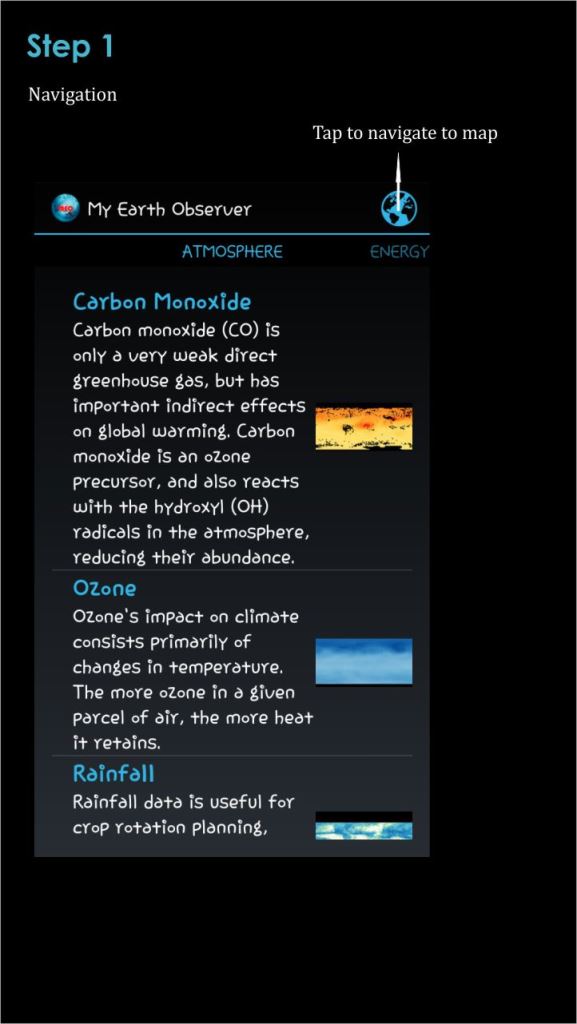 Step 1
Navigation
Tap to navigate to map
My Earth Observer
ATMOSPHERE ENERGY
Carbon Monoxide
Carbon monoxide (CO) is
only a very weak direct
greenhouse gas, but has
important indirect effects
on global warming. Carbon
monoxide is an ozone
precursor, and also reacts
with the hydroxyl (OH)
radicals in the atmosphere,
reducing their abundance.
Ozone
Ozone's impact on climate
consists primarily of
changes in temperature.
The more ozone in a given
parcel of air, the more heat
it retains.
Rainfall
Rainfall data is useful for
crop rotation planning,